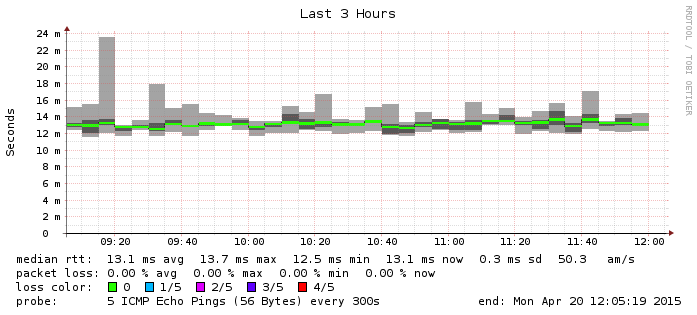 Last 3 Hours
RRDTOOL / TOBI OETIKER
Seconds
24 m
22 m
20 m
18 m
16 m
14 m
12 m
10 m
8 m
6 m
4 m
2 m
0
09:20 09:40 10:00 10:20 10:40 11:00 11:20 11:40 12:00
median rtt: 13.1 ms avg 13.7 ms max 12.5 ms min 13.1 ms now 0.3 ms sd 50.3 am/s
packet loss: 0.00 % avg 0.00 % max 0.00 % min 0.00 % now
loss color: 0 1/5 2/5 3/5 4/5
probe: 5 ICMP Echo Pings (56 Bytes) every 300s end: Mon Apr 20 12:05:19 2015